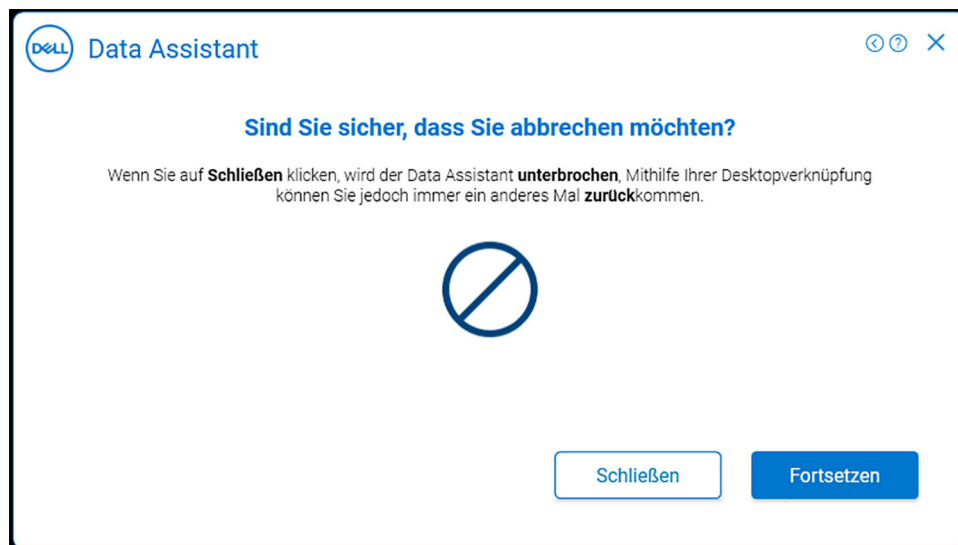 DELL Data Assistant
Sind Sie sicher, dass Sie abbrechen möchten?
Wenn Sie auf Schließen klicken, wird der Data Assistant unterbrochen, Mithilfe Ihrer Desktopverknüpfung
können Sie jedoch immer ein anderes Mal zurückkommen.
Schließen Fortsetzen